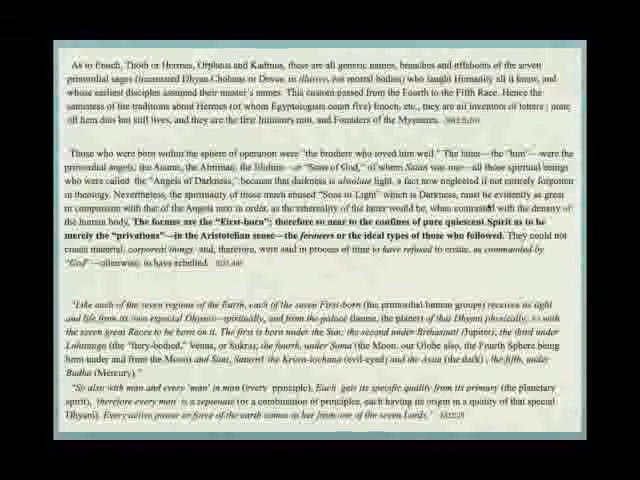 As to Enoch, Thoth or Hermes, Orpheus and Kadmus, these are all generic names, branches and offshoots of the seven
primordial sages (incarnated Dhyan Chohans or Devas, in illusive, not mortal bodies) who taught Humanity all it knew, and
whose earliest disciples assumed their master's names. This custom passed from the Fourth to the Fifth Race. Hence the
sameness of the traditions about Hermes (of whom Egyptologists count five) Enoch, etc., they are all inventors of letters ; none
of them dies but still lives, and they are the first Initiators into, and Founders of the Mysteries.
Those who were born within the sphere of operation were "the brothers who loved him well." The latter—the "him"—were the
primordial angels, the Asuras, the Ahriman, the Elohim—or "Sons of God," of whom Satan was one—all those spiritual beings
who were called the "Angels of Darkness," because that darkness is absolute light, a fact now neglected if not entirely forgotten
in theology. Nevertheless, the spirituality of those much abused "Sons of Light" which is Darkness, must be evidently as great
in comparison with that of the Angels next in order, as the ethereality of the latter would be, when contrasted with the density of
the human body. The former are the "First-born"; therefore so near to the confines of pure quiescent Spirit as to be
merely the "privations"—in the Aristotelian sense—the ferouers or the ideal types of those who followed. They could not
create material, corporeal things; and, therefore, were said in process of time to have refused to create, as commanded by
"God"—otherwise, to have rebelled.
"Like each of the seven regions of the Earth, each of the seven First-born (the primordial human groups) receives its light
and life from its own especial Dhyani—spiritually, and from the palace (house, the planet) of that Dhyani physically; so with
the seven great Races to be born on it. The first is born under the Sun; the second under Brihaspati (Jupiter); the third under
Lohitanga (the "fiery-bodied," Venus, or Sukra); the fourth, under Soma (the Moon, our Globe also, the Fourth Sphere being
born under and from the Moon) and Sani, Saturn, the Krura-lochana (evil-eyed) and the Asita (the dark) ; the fifth, under
Budha (Mercury)."
"So also with man and every 'man' in man (every principle). Each gets its specific quality from its primary (the planetary
spirit), therefore every man is a septenate (or a combination of principles, each having its origin in a quality of that special
Dhyani). Every active power or force of the earth comes to her from one of the seven Lords."